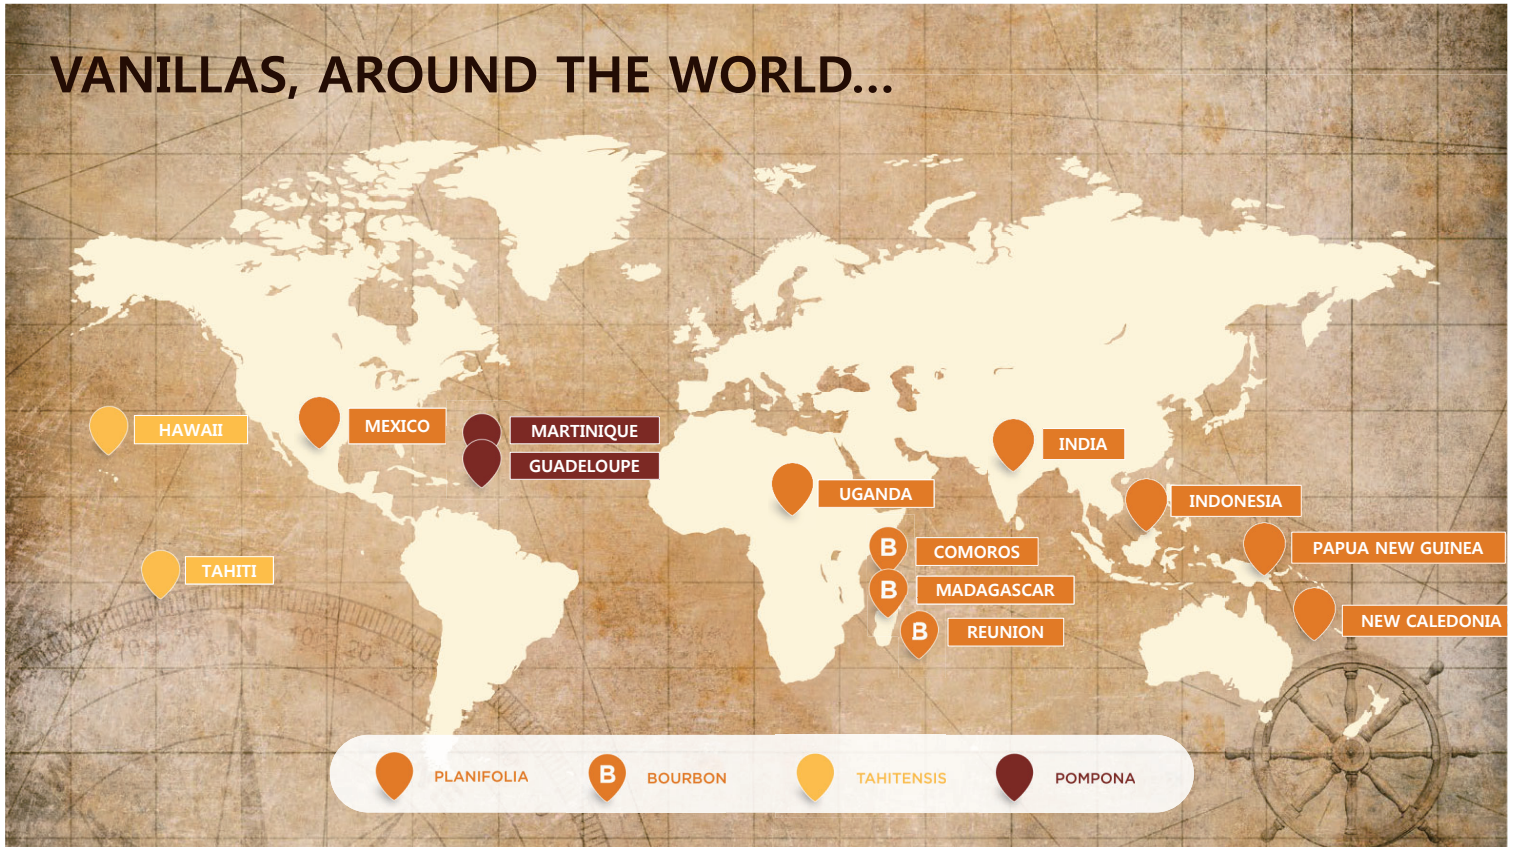 VANILLAS, AROUND THE WORLD...
HAWAII
MEXICO
MARTINIQUE
GUADELOUPE
INDIA
UGANDA
INDONESIA
B
COMOROS
PAPUA NEW GUINEA
TAHITI
B
MADAGASCAR
NEW CALEDONIA
B
REUNION
PLANIFOLIA
B
BOURBON
TAHITENSIS
POMPONA